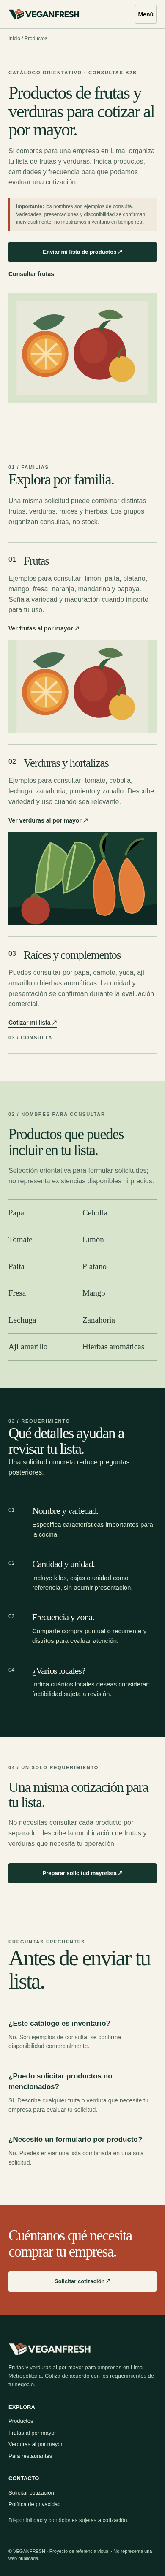 VEGANFRESH
Menú
Inicio / Productos
CATÁLOGO ORIENTATIVO · CONSULTAS B2B
Productos de frutas y
verduras para cotizar al
por mayor.
Si compras para una empresa en Lima, organiza
tu lista de frutas y verduras. Indica productos,
cantidades y frecuencia para que podamos
evaluar una cotización.
Importante: los nombres son ejemplos de consulta.
Variedades, presentaciones y disponibilidad se confirman
individualmente; no mostramos inventario en tiempo real.
Enviar mi lista de productos ↗
Consultar frutas
01 / FAMILIAS
Explora por familia.
Una misma solicitud puede combinar distintas
frutas, verduras, raíces y hierbas. Los grupos
organizan consultas, no stock.
01 Frutas
Ejemplos para consultar: limón, palta, plátano,
mango, fresa, naranja, mandarina y papaya.
Señala variedad y maduración cuando importe
para tu uso.
Ver frutas al por mayor ↗
02 Verduras y hortalizas
Ejemplos para consultar: tomate, cebolla,
lechuga, zanahoria, pimiento y zapallo. Describe
variedad y uso cuando sea relevante.
Ver verduras al por mayor ↗
03 Raíces y complementos
Puedes consultar por papa, camote, yuca, ají
amarillo o hierbas aromáticas. La unidad y
presentación se confirman durante la evaluación
comercial.
Cotizar mi lista ↗
03 / CONSULTA
02 / NOMBRES PARA CONSULTAR
Productos que puedes
incluir en tu lista.
Selección orientativa para formular solicitudes;
no representa existencias disponibles ni precios.
Papa Cebolla
Tomate Limón
Palta Plátano
Fresa Mango
Lechuga Zanahoria
Ají amarillo Hierbas aromáticas
03 / REQUERIMIENTO
Qué detalles ayudan a
revisar tu lista.
Una solicitud concreta reduce preguntas
posteriores.
01 Nombre y variedad.
Especifica características importantes para
la cocina.
02 Cantidad y unidad.
Incluye kilos, cajas o unidad como
referencia, sin asumir presentación.
03 Frecuencia y zona.
Comparte compra puntual o recurrente y
distritos para evaluar atención.
04 ¿Varios locales?
Indica cuántos locales deseas considerar;
factibilidad sujeta a revisión.
04 / UN SOLO REQUERIMIENTO
Una misma cotización para
tu lista.
No necesitas consultar cada producto por
separado: describe la combinación de frutas y
verduras que necesita tu operación.
Preparar solicitud mayorista ↗
PREGUNTAS FRECUENTES
Antes de enviar tu
lista.
¿Este catálogo es inventario?
No. Son ejemplos de consulta; se confirma
disponibilidad comercialmente.
¿Puedo solicitar productos no
mencionados?
Sí. Describe cualquier fruta o verdura que necesite tu
empresa para evaluar tu solicitud.
¿Necesito un formulario por producto?
No. Puedes enviar una lista combinada en una sola
solicitud.
Cuéntanos qué necesita
comprar tu empresa.
Solicitar cotización ↗
VEGANFRESH
Frutas y verduras al por mayor para empresas en Lima
Metropolitana. Cotiza de acuerdo con los requerimientos de
tu negocio.
EXPLORA
Productos
Frutas al por mayor
Verduras al por mayor
Para restaurantes
CONTACTO
Solicitar cotización
Política de privacidad
Disponibilidad y condiciones sujetas a cotización.
© VEGANFRESH · Proyecto de referencia visual · No representa una
web publicada.